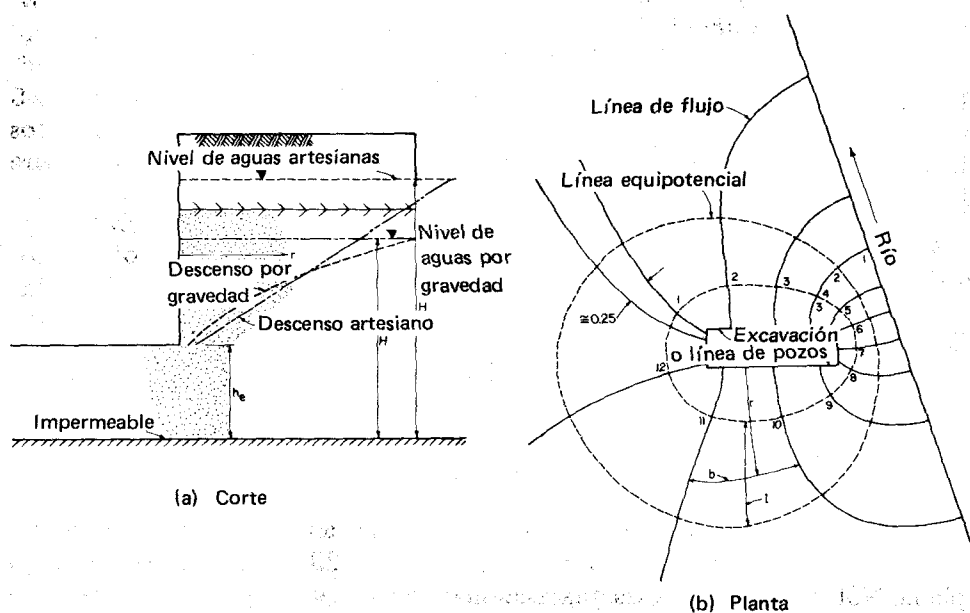 Nivel de aguas artesianas
Nivel de
aguas por
gravedad
Descenso por
gravedad
r
Descenso artesiano
H
H
he
Impermeable
(a) Corte
Línea de flujo
Línea equipotencial
Río
1
2
3
4
3
5
6
7
8
9
10
11
12
1
2
≅0.25
Excavación
o línea de pozos
r
b
l
(b) Planta